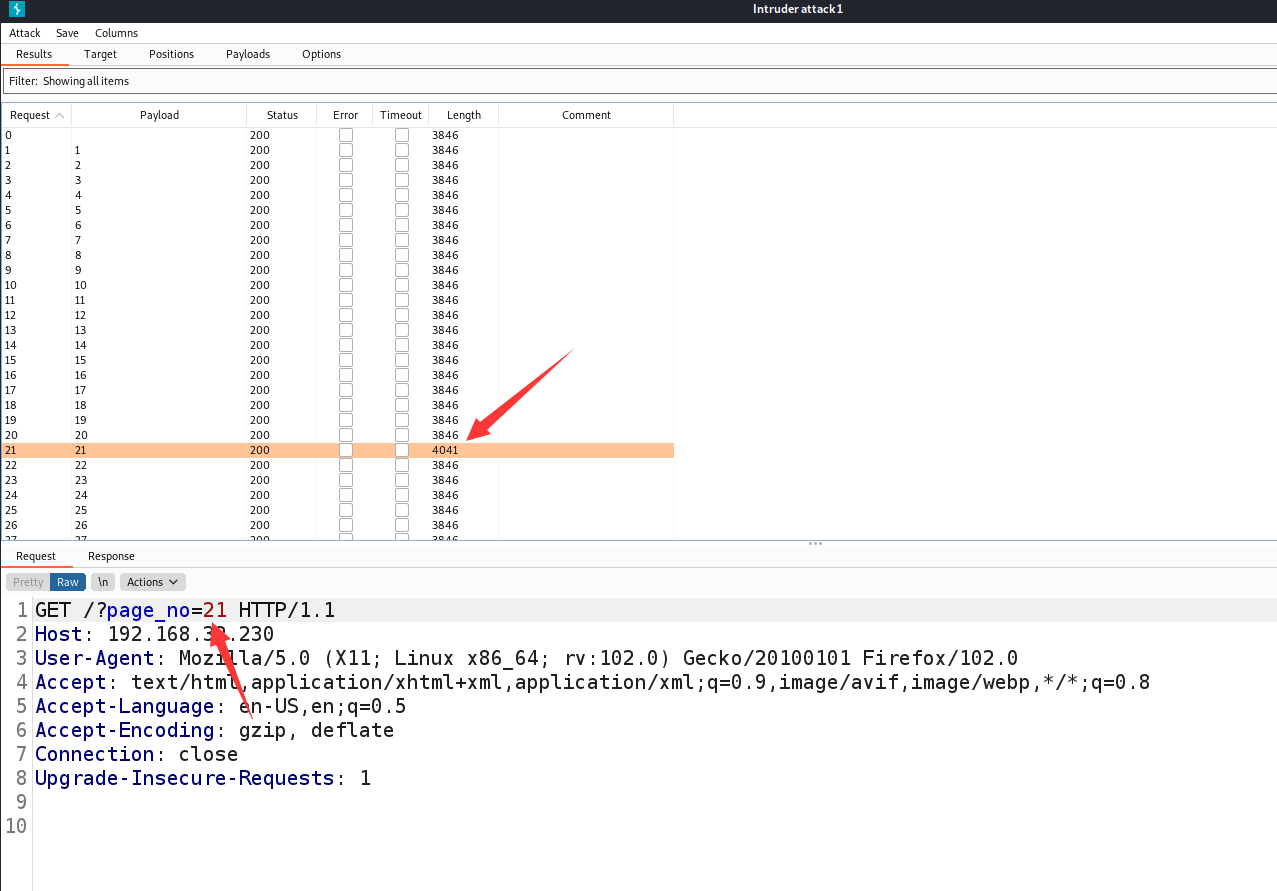 Intruder attack1
Attack Save Columns
Results Target Positions Payloads Options
Filter: Showing all items
Request Payload Status Error Timeout Length Comment
0 200 3846
1 1 200 3846
2 2 200 3846
3 3 200 3846
4 4 200 3846
5 5 200 3846
6 6 200 3846
7 7 200 3846
8 8 200 3846
9 9 200 3846
10 10 200 3846
11 11 200 3846
12 12 200 3846
13 13 200 3846
14 14 200 3846
15 15 200 3846
16 16 200 3846
17 17 200 3846
18 18 200 3846
19 19 200 3846
20 20 200 3846
21 21 200 4041
22 22 200 3846
23 23 200 3846
24 24 200 3846
25 25 200 3846
26 26 200 3846
27 27 200 3846
Request Response
Pretty Raw \n Actions
1 GET /?page_no=21 HTTP/1.1
2 Host: .230
3 User-Agent: Mozilla/5.0 (X11; Linux x86_64; rv:102.0) Gecko/20100101 Firefox/102.0
4 Accept: text/html,application/xhtml+xml,application/xml;q=0.9,image/avif,image/webp,*/*;q=0.8
5 Accept-Language: en-US,en;q=0.5
6 Accept-Encoding: gzip, deflate
7 Connection: close
8 Upgrade-Insecure-Requests: 1
9
10